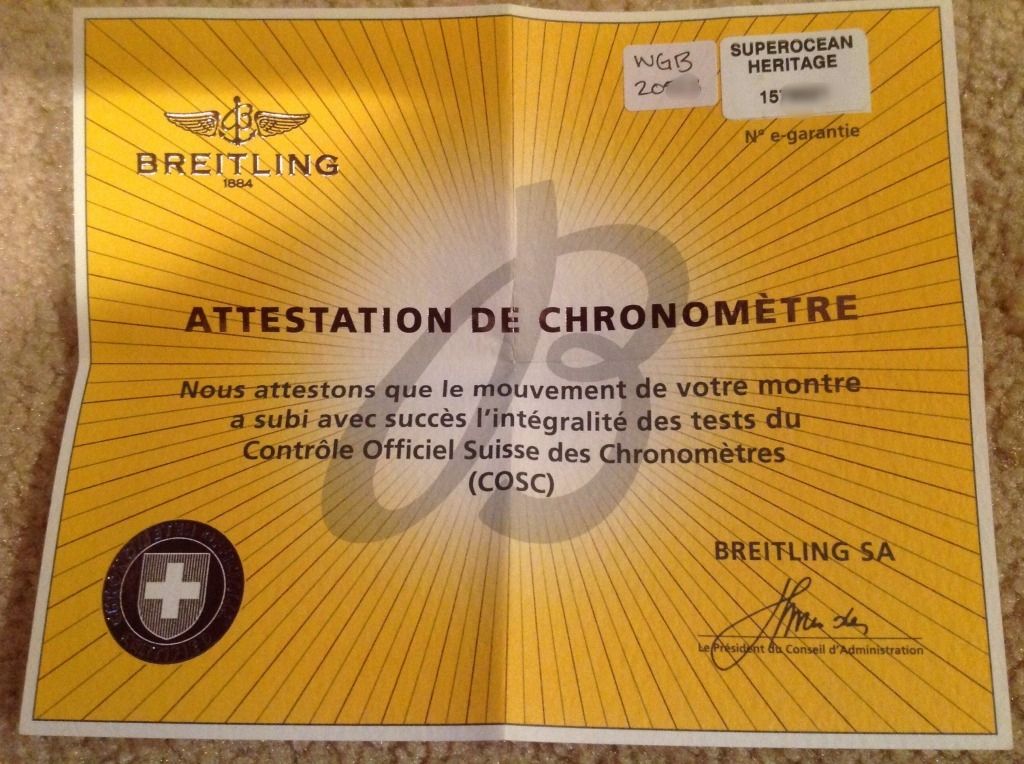 WGB
SUPEROCEAN
HERITAGE
N° e-garantie
BREITLING
1884
ATTESTATION DE CHRONOMÈTRE
Nous attestons que le mouvement de votre montre
a subi avec succès l'intégralité des tests du
Contrôle Officiel Suisse des Chronomètres
(COSC)
BREITLING SA
Le Président du Conseil d'Administration